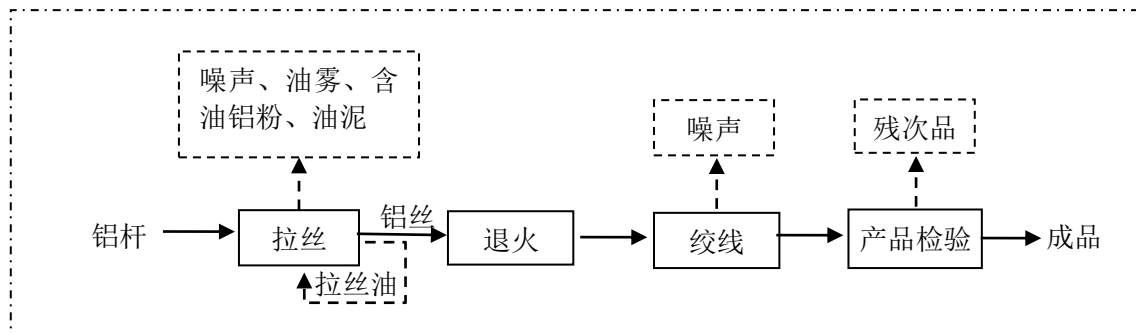 噪声、油雾、含
油铝粉、油泥
噪声
残次品
铝杆
拉丝
铝丝
退火
绞线
产品检验
成品
拉丝油